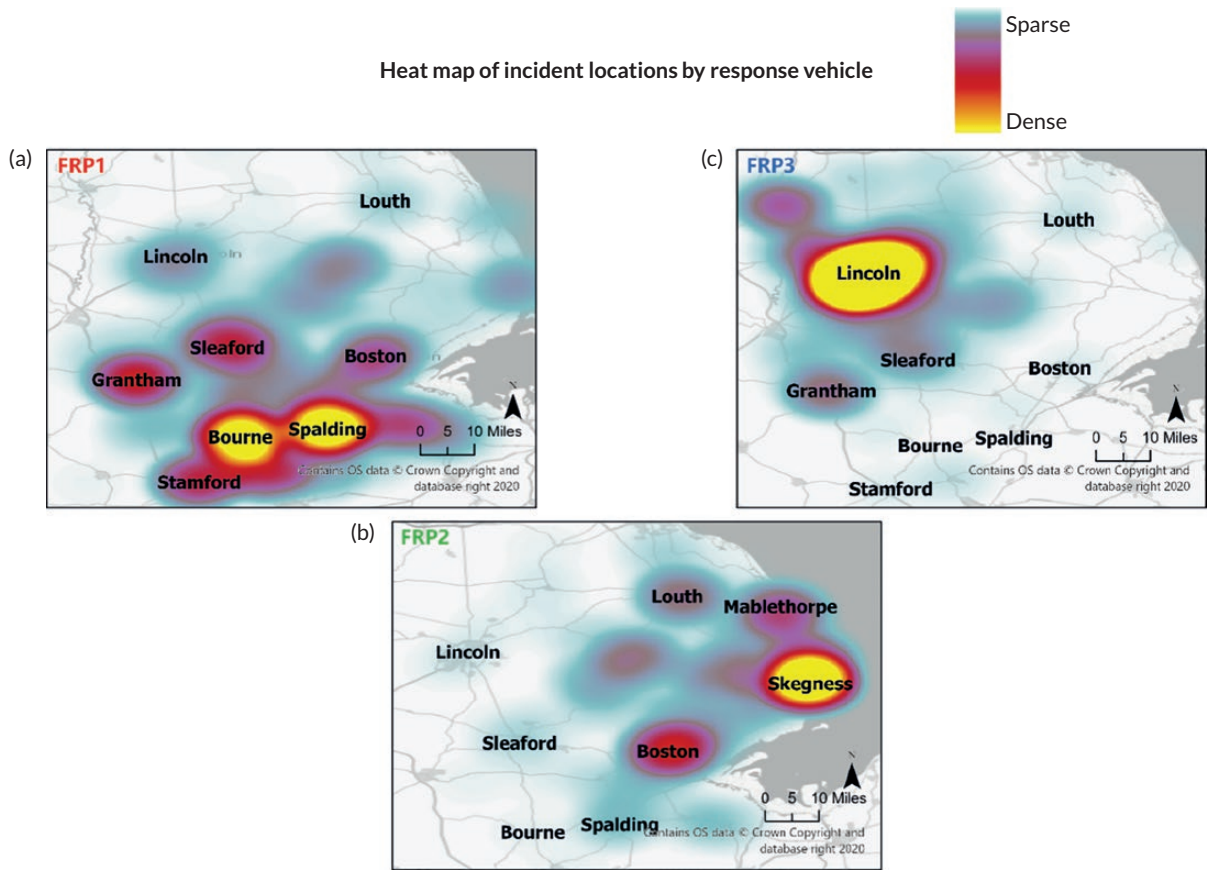 Heat map of incident locations by response vehicle
Sparse
Dense
(a)
FRP1
Louth
Lincoln
Sleaford
Boston
Grantham
Bourne
Spalding
Stamford
N
0 5 10 Miles
Contains OS data © Crown Copyright and
database right 2020
(c)
FRP3
Louth
Lincoln
Sleaford
Boston
Grantham
Bourne
Spalding
Stamford
N
0 5 10 Miles
Contains OS data © Crown Copyright and
database right 2020
(b)
FRP2
Louth
Mablethorpe
Lincoln
Skegness
Sleaford
Boston
Bourne
Spalding
N
0 5 10 Miles
Contains OS data © Crown Copyright and
database right 2020